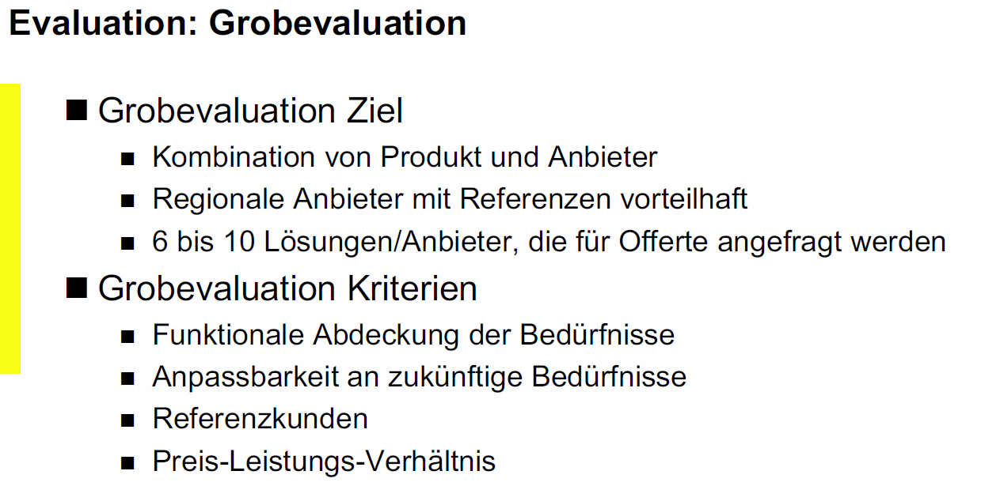 Evaluation: Grobevaluation
Grobevaluation Ziel
Kombination von Produkt und Anbieter
Regionale Anbieter mit Referenzen vorteilhaft
6 bis 10 Lösungen/Anbieter, die für Offerte angefragt werden
Grobevaluation Kriterien
Funktionale Abdeckung der Bedürfnisse
Anpassbarkeit an zukünftige Bedürfnisse
Referenzkunden
Preis-Leistungs-Verhältnis